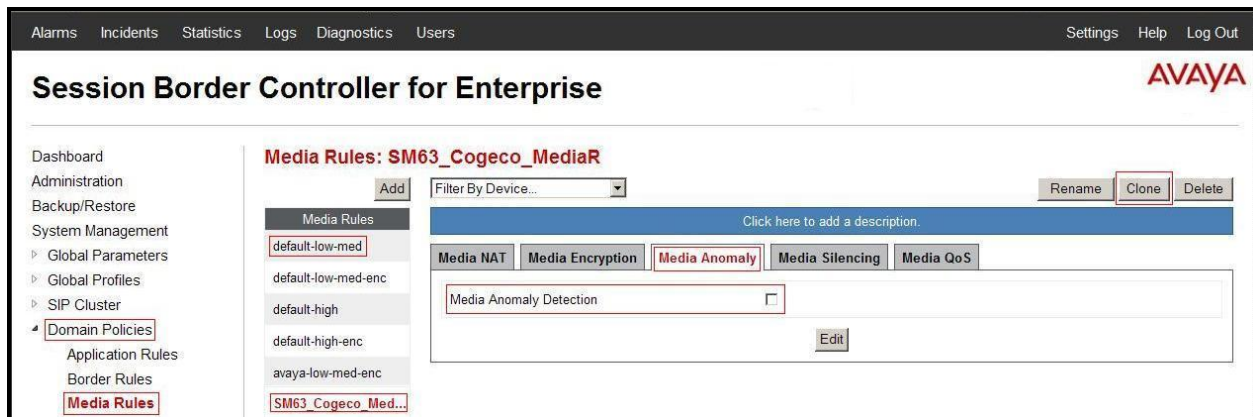 Alarms Incidents Statistics Logs Diagnostics Users Settings Help Log Out
Session Border Controller for Enterprise
AVAYA
Dashboard
Administration
Backup/Restore
System Management
Global Parameters
Global Profiles
SIP Cluster
Domain Policies
Application Rules
Border Rules
Media Rules
Media Rules: SM63_Cogeco_MediaR
Add
Filter By Device...
Rename
Clone
Delete
Media Rules
default-low-med
default-low-med-enc
default-high
default-high-enc
avaya-low-med-enc
SM63_Cogeco_Med...
Click here to add a description.
Media NAT Media Encryption Media Anomaly Media Silencing Media QoS
Media Anomaly Detection
Edit